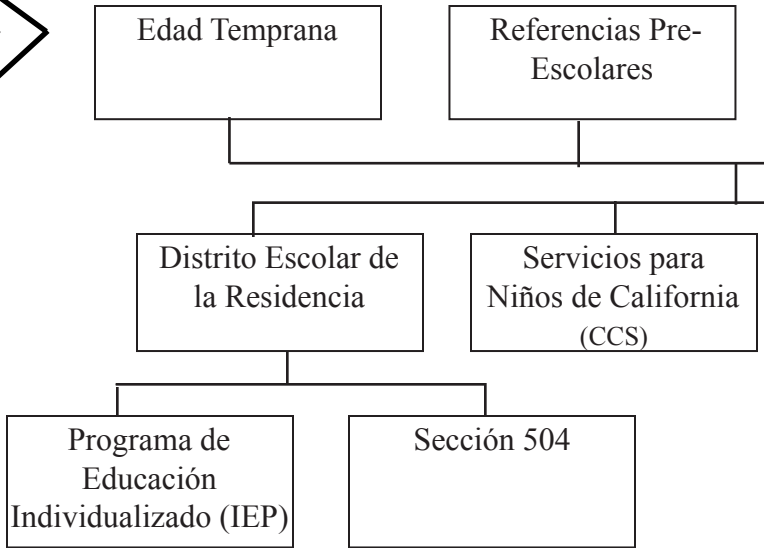 Edad Temprana
Referencias Pre-
Escolares
Distrito Escolar de
la Residencia
Servicios para
Niños de California
(CCS)
Programa de
Educación
Individualizado (IEP)
Sección 504